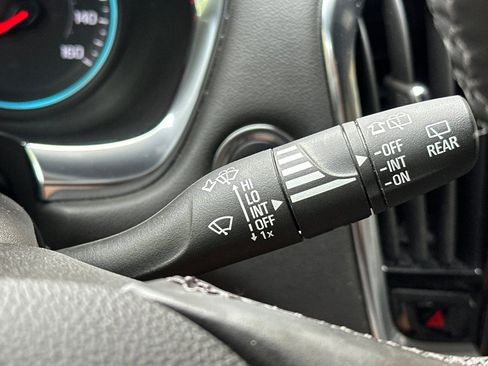 140
160
HI
LO
INT
OFF
1x
-OFF
-INT
-ON
REAR